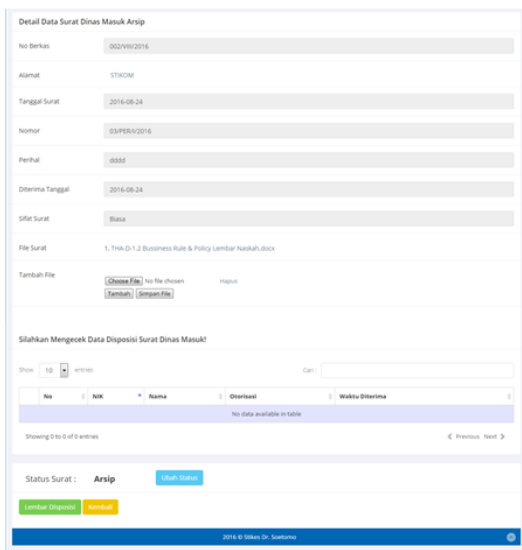 Detail Data Surat Dinas Masuk Arsip
No Berkas 002/VIII/2016
Alamat STIKOM
Tanggal Surat 2016-08-24
Nomor 03/PER/I/2016
Perihal dddd
Diterima Tanggal 2016-08-24
Sifat Surat Biasa
File Surat 1. THA-D-1.2 Bussiness Rule & Policy Lembar Naskah.docx
Tambah File Choose File No file chosen Hapus
Tambah Simpan File
Silahkan Mengecek Data Disposisi Surat Dinas Masuk!
Show 10 entries Cari :
No NIK Nama Otorisasi Waktu Diterima
No data available in table
Showing 0 to 0 of 0 entries Previous Next
Status Surat : Arsip Ubah Status
Lembar Disposisi Kembali
2016 © Stikes Dr. Soetomo